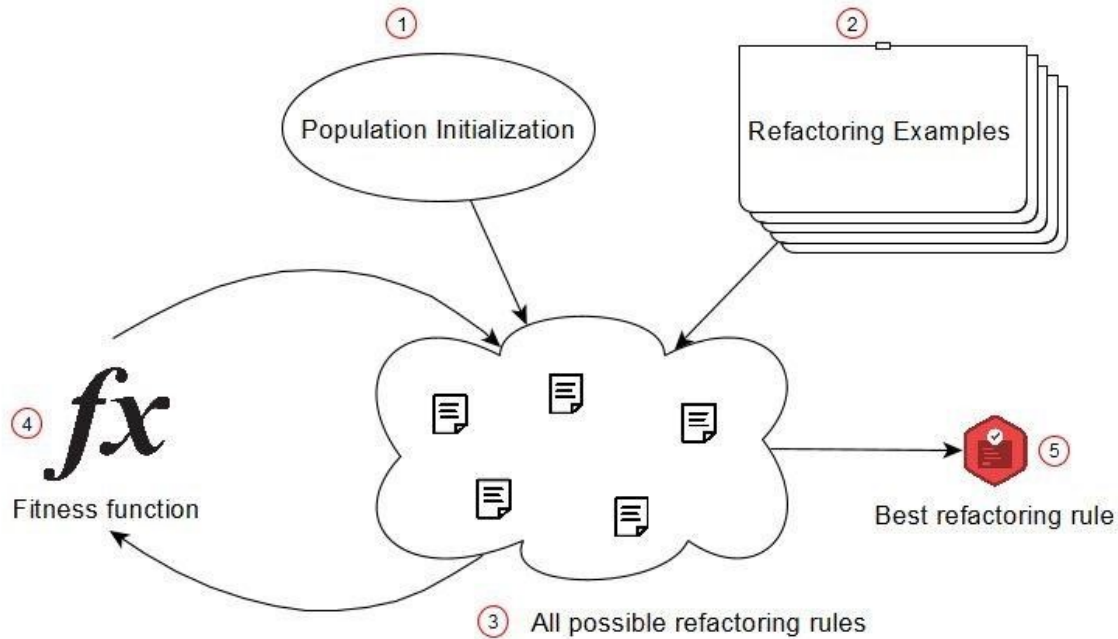 1
2
Population Initialization
Refactoring Examples
4
fx
Fitness function
5
Best refactoring rule
3 All possible refactoring rules